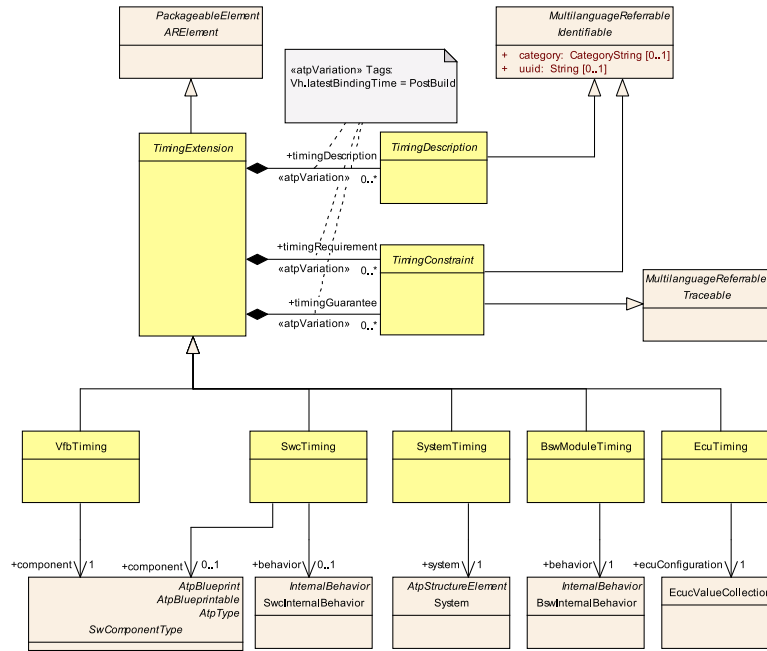 PackageableElement
ARElement
«atpVariation» Tags:
Vh.latestBindingTime = PostBuild
MultilanguageReferrable
Identifiable
+ category: CategoryString [0..1]
+ uuid: String [0..1]
TimingExtension
+timingDescription
«atpVariation» 0..*
TimingDescription
+timingRequirement
«atpVariation» 0..*
TimingConstraint
+timingGuarantee
«atpVariation» 0..*
MultilanguageReferrable
Traceable
VfbTiming
SwcTiming
SystemTiming
BswModuleTiming
EcuTiming
+component 1
+component 0..1
+behavior 0..1
+system 1
+behavior 1
+ecuConfiguration 1
AtpBlueprint
AtpBlueprintable
AtpType
SwComponentType
InternalBehavior
SwcInternalBehavior
AtpStructureElement
System
InternalBehavior
BswInternalBehavior
EcucValueCollection